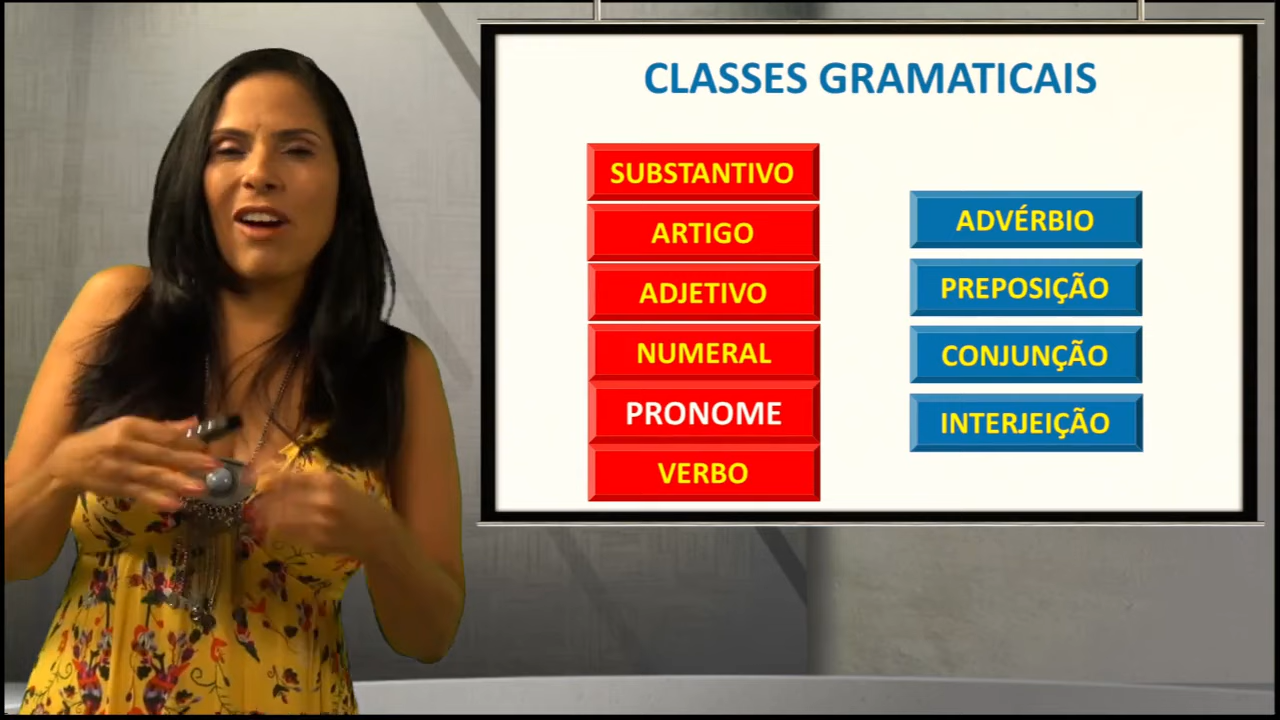 CLASSES GRAMATICAIS
SUBSTANTIVO
ARTIGO
ADJETIVO
NUMERAL
PRONOME
VERBO
ADVÉRBIO
PREPOSIÇÃO
CONJUNÇÃO
INTERJEIÇÃO